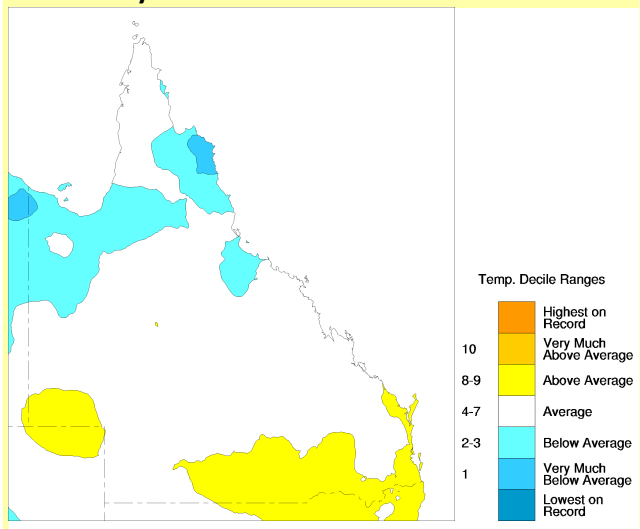 Temp. Decile Ranges
Highest on
Record
10
Very Much
Above Average
8-9
Above Average
4-7
Average
2-3
Below Average
1
Very Much
Below Average
Lowest on
Record